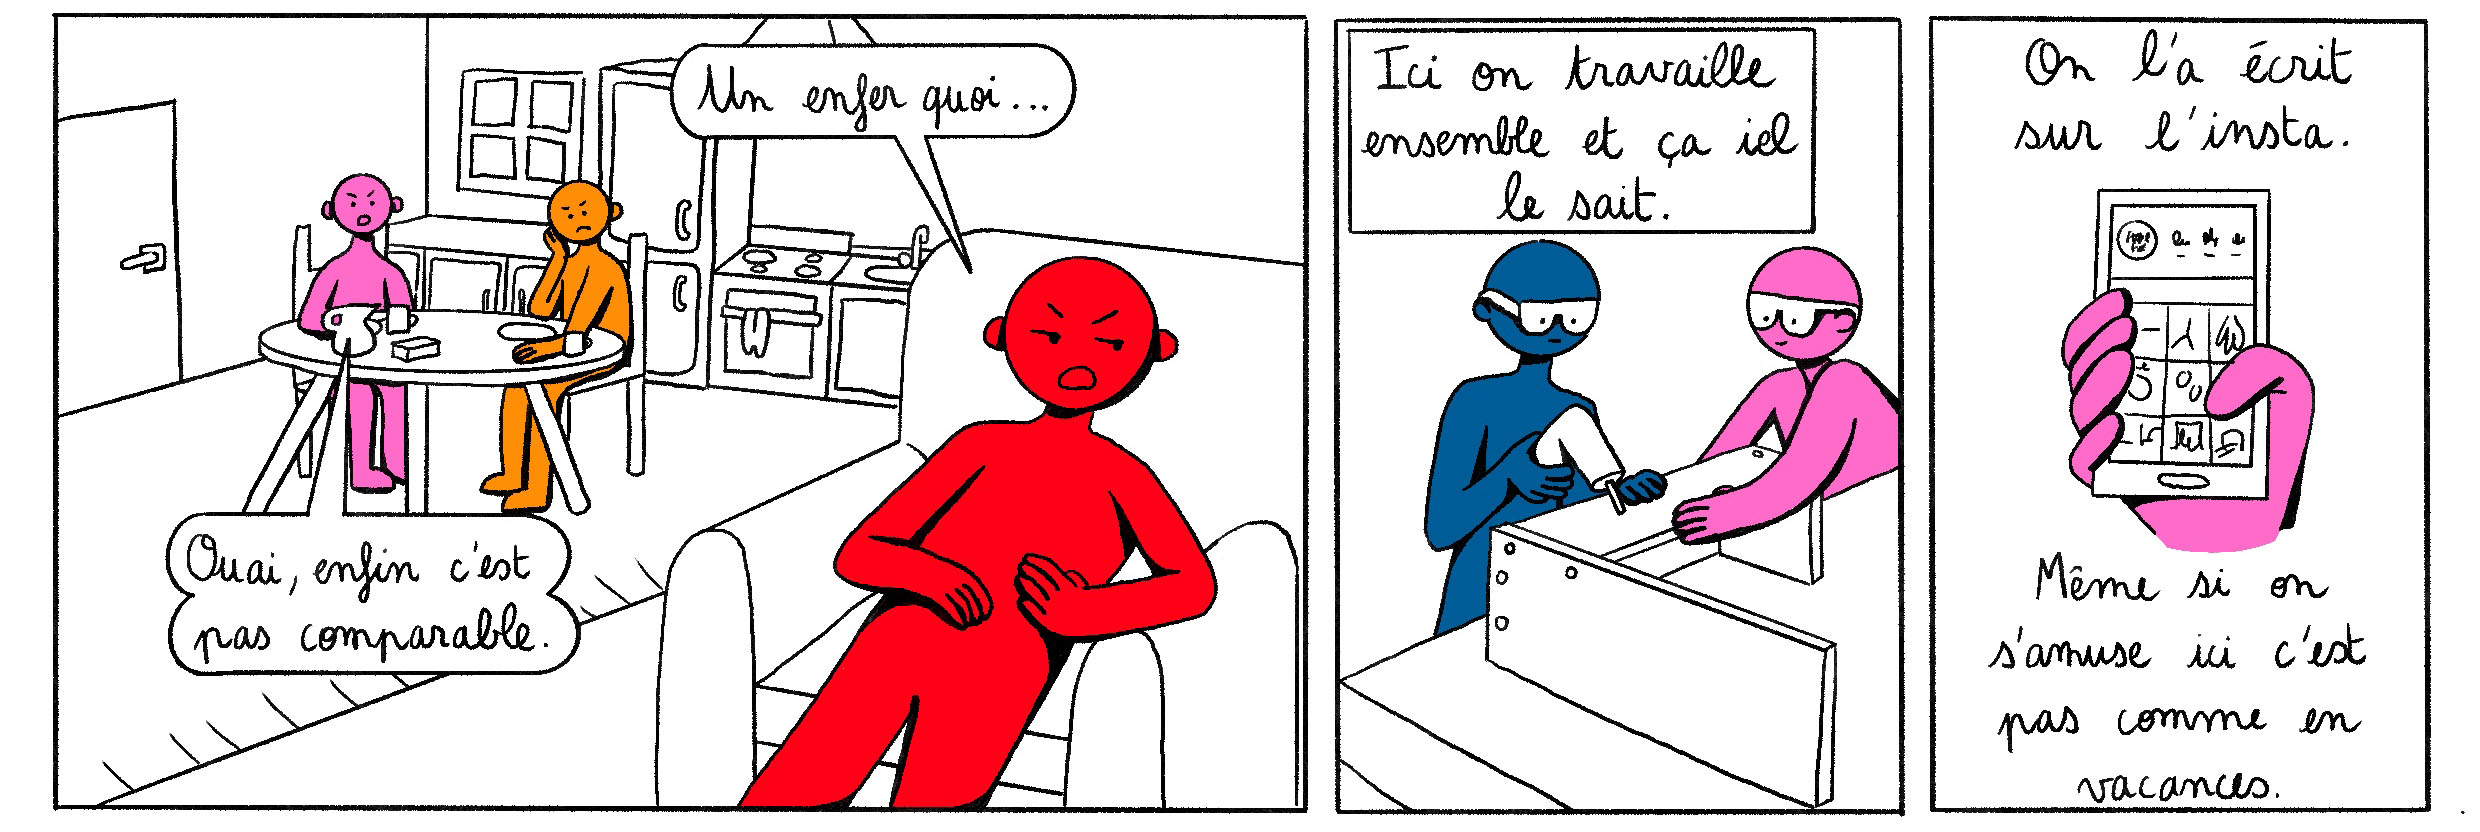 Un enfer quoi...
Ouai, enfin c'est
pas comparable.
Ici on travaille
ensemble et ça iel
le sait.
On l'a écrit
sur l'insta.
Même si on
s'amuse ici c'est
pas comme en
vacances.